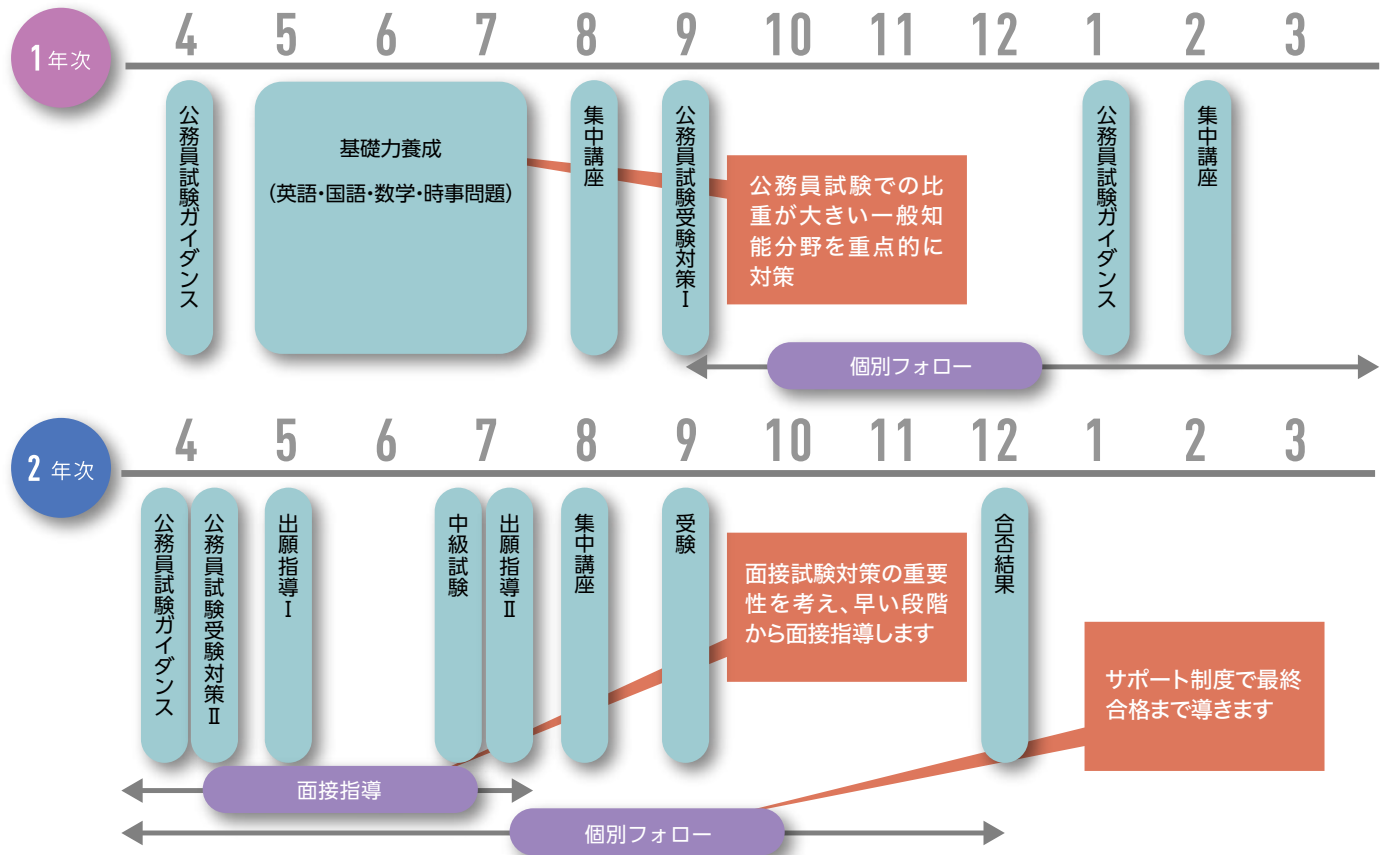 1年次
4 5 6 7 8 9 10 11 12 1 2 3
公務員試験ガイダンス
基礎力養成
(英語・国語・数学・時事問題)
集中講座
公務員試験受験対策Ⅰ
公務員試験での比
重が大きい一般知
能分野を重点的に
対策
公務員試験ガイダンス
集中講座
個別フォロー
2年次
4 5 6 7 8 9 10 11 12 1 2 3
公務員試験ガイダンス
公務員試験受験対策Ⅱ
出願指導Ⅰ
中級試験
出願指導Ⅱ
集中講座
受験
面接試験対策の重要
性を考え、早い段階
から面接指導します
合否結果
サポート制度で最終
合格まで導きます
面接指導
個別フォロー